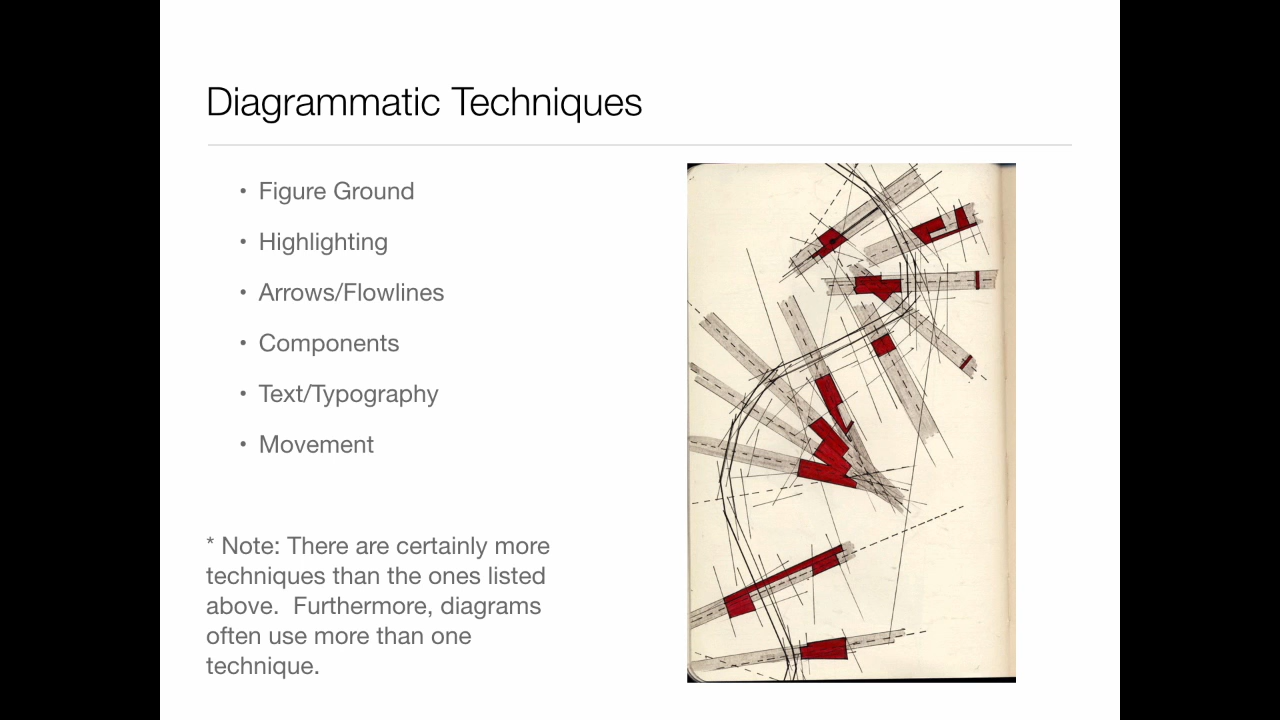 Diagrammatic Techniques
• Figure Ground
• Highlighting
• Arrows/Flowlines
• Components
• Text/Typography
• Movement
* Note: There are certainly more
techniques than the ones listed
above.  Furthermore, diagrams
often use more than one
technique.